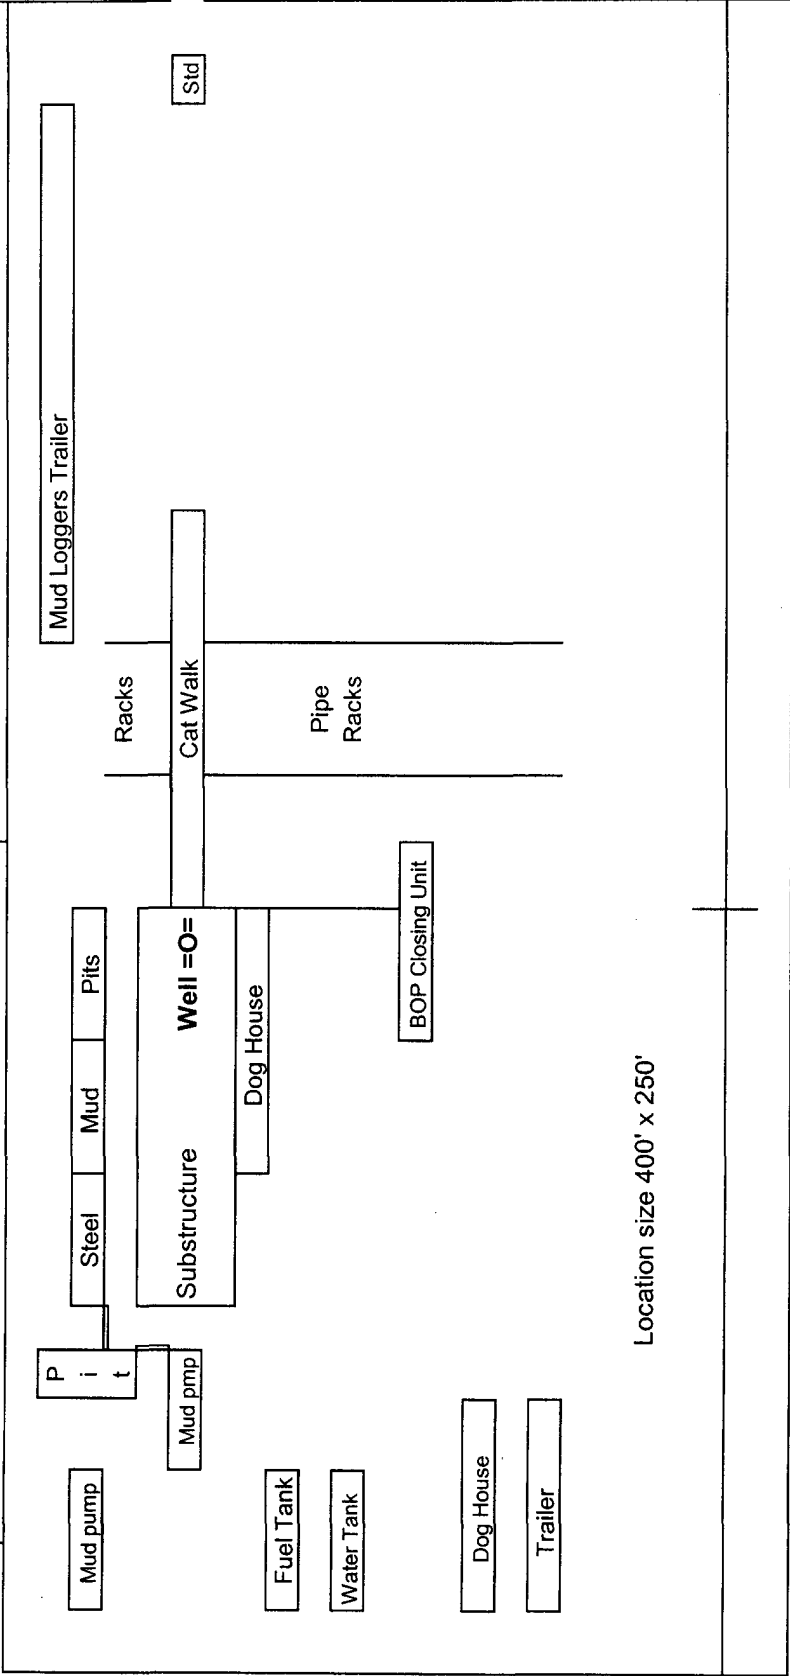 Mud Loggers Trailer
Std
Mud pump
P
i
t
Steel
Mud
Pits
Racks
Mud pmp
Substructure
Well =O=
Cat Walk
Dog House
Fuel Tank
Water Tank
Pipe
Racks
BOP Closing Unit
Dog House
Trailer
Location size 400' x 250'